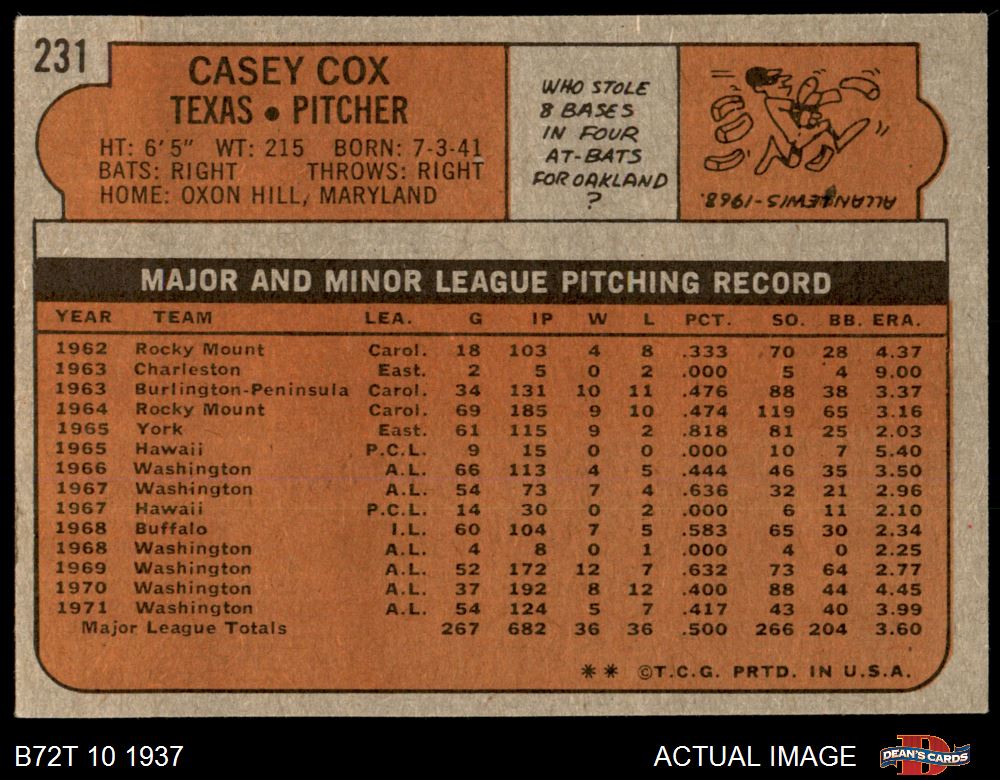 231
CASEY COX
TEXAS • PITCHER
HT: 6'5" WT: 215 BORN: 7-3-41
BATS: RIGHT THROWS: RIGHT
HOME: OXON HILL, MARYLAND
WHO STOLE
8 BASES
IN FOUR
AT-BATS
FOR OAKLAND
?
ALLAN LEWIS-1968.
MAJOR AND MINOR LEAGUE PITCHING RECORD
YEAR TEAM LEA. G IP W L PCT. SO. BB. ERA.
1962 Rocky Mount Carol. 18 103 4 8 .333 70 28 4.37
1963 Charleston East. 2 5 0 2 .000 5 4 9.00
1963 Burlington-Peninsula Carol. 34 131 10 11 .476 88 38 3.37
1964 Rocky Mount Carol. 69 185 9 10 .474 119 65 3.16
1965 York East. 61 115 9 2 .818 81 25 2.03
1965 Hawaii P.C.L. 9 15 0 0 .000 10 7 5.40
1966 Washington A.L. 66 113 4 5 .444 46 35 3.50
1967 Washington A.L. 54 73 7 4 .636 32 21 2.96
1967 Hawaii P.C.L. 14 30 0 2 .000 6 11 2.10
1968 Buffalo I.L. 60 104 7 5 .583 65 30 2.34
1968 Washington A.L. 4 8 0 1 .000 4 0 2.25
1969 Washington A.L. 52 172 12 7 .632 73 64 2.77
1970 Washington A.L. 37 192 8 12 .400 88 44 4.45
1971 Washington A.L. 54 124 5 7 .417 43 40 3.99
Major League Totals 267 682 36 36 .500 266 204 3.60
** ©T.C.G. PRTD. IN U.S.A.
B72T 10 1937
ACTUAL IMAGE
DEAN'S CARDS